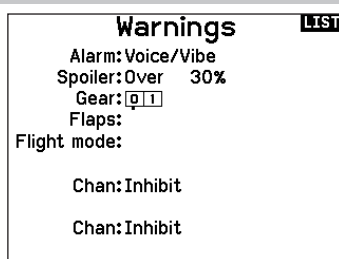 Warnings
LIST
Alarm: Voice/Vibe
Spoiler: Over 30%
Gear: 0 1
Flaps:
Flight mode:
Chan: Inhibit
Chan: Inhibit